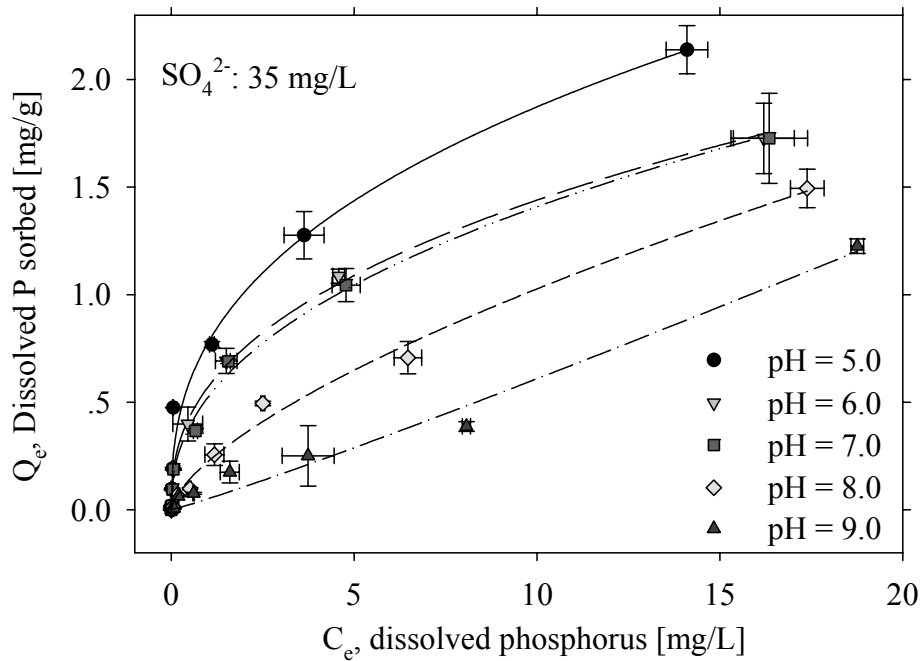 SO₄²⁻: 35 mg/L
Qₑ, Dissolved P sorbed [mg/g]
2.0
1.5
1.0
.5
0.0
pH = 5.0
pH = 6.0
pH = 7.0
pH = 8.0
pH = 9.0
0 5 10 15 20
Cₑ, dissolved phosphorus [mg/L]